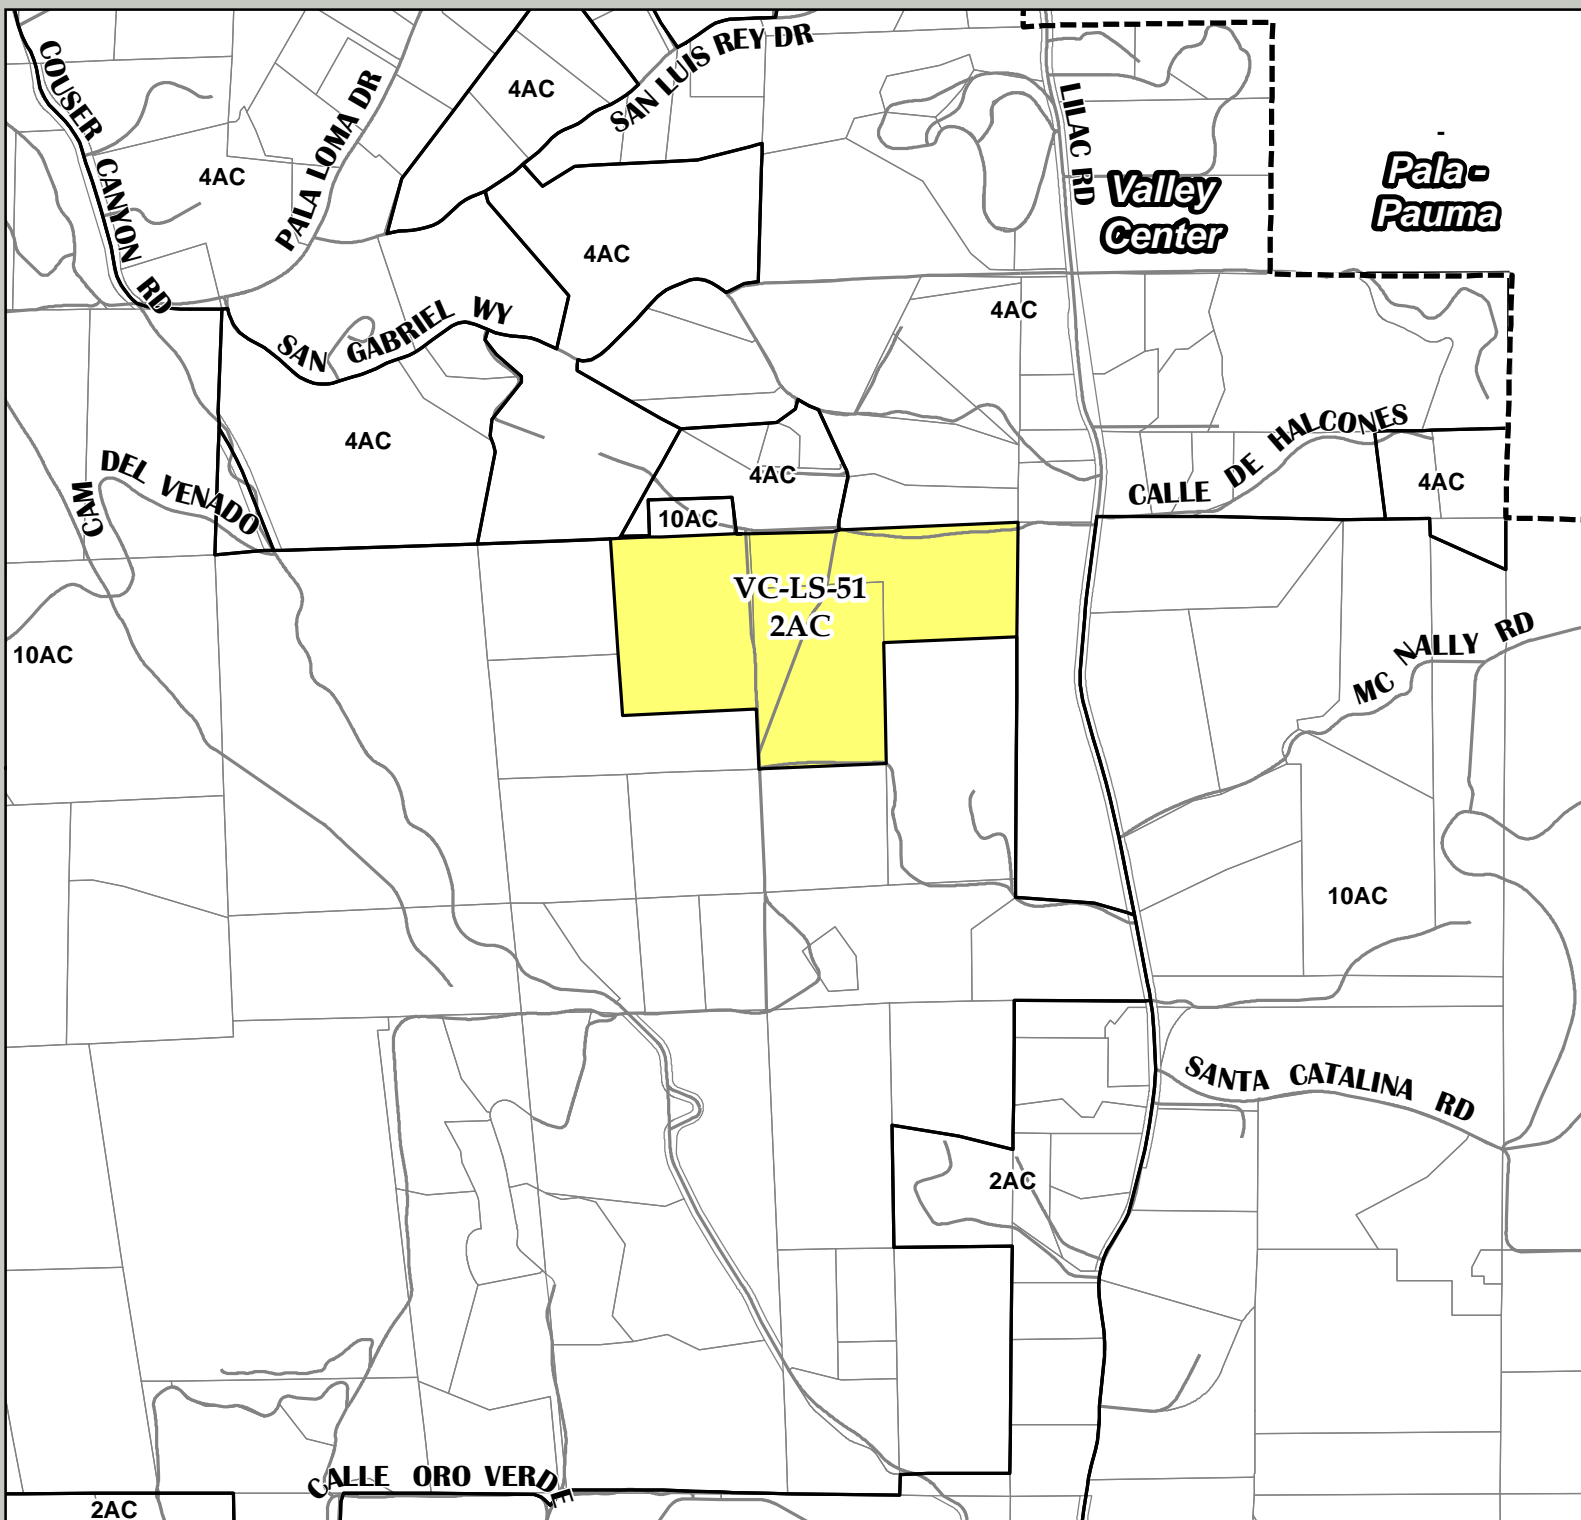 COUSER CANYON RD
PALA LOMA DR
4AC
SAN LUIS REY DR
4AC
LILAC RD
Valley
Center
-
Pala -
Pauma
4AC
4AC
SAN GABRIEL WY
4AC
CAM DEL VENADO
4AC
10AC
CALLE DE HALCONES
4AC
4AC
VC-LS-51
2AC
10AC
MC NALLY RD
10AC
SANTA CATALINA RD
2AC
CALLE ORO VERDE
2AC